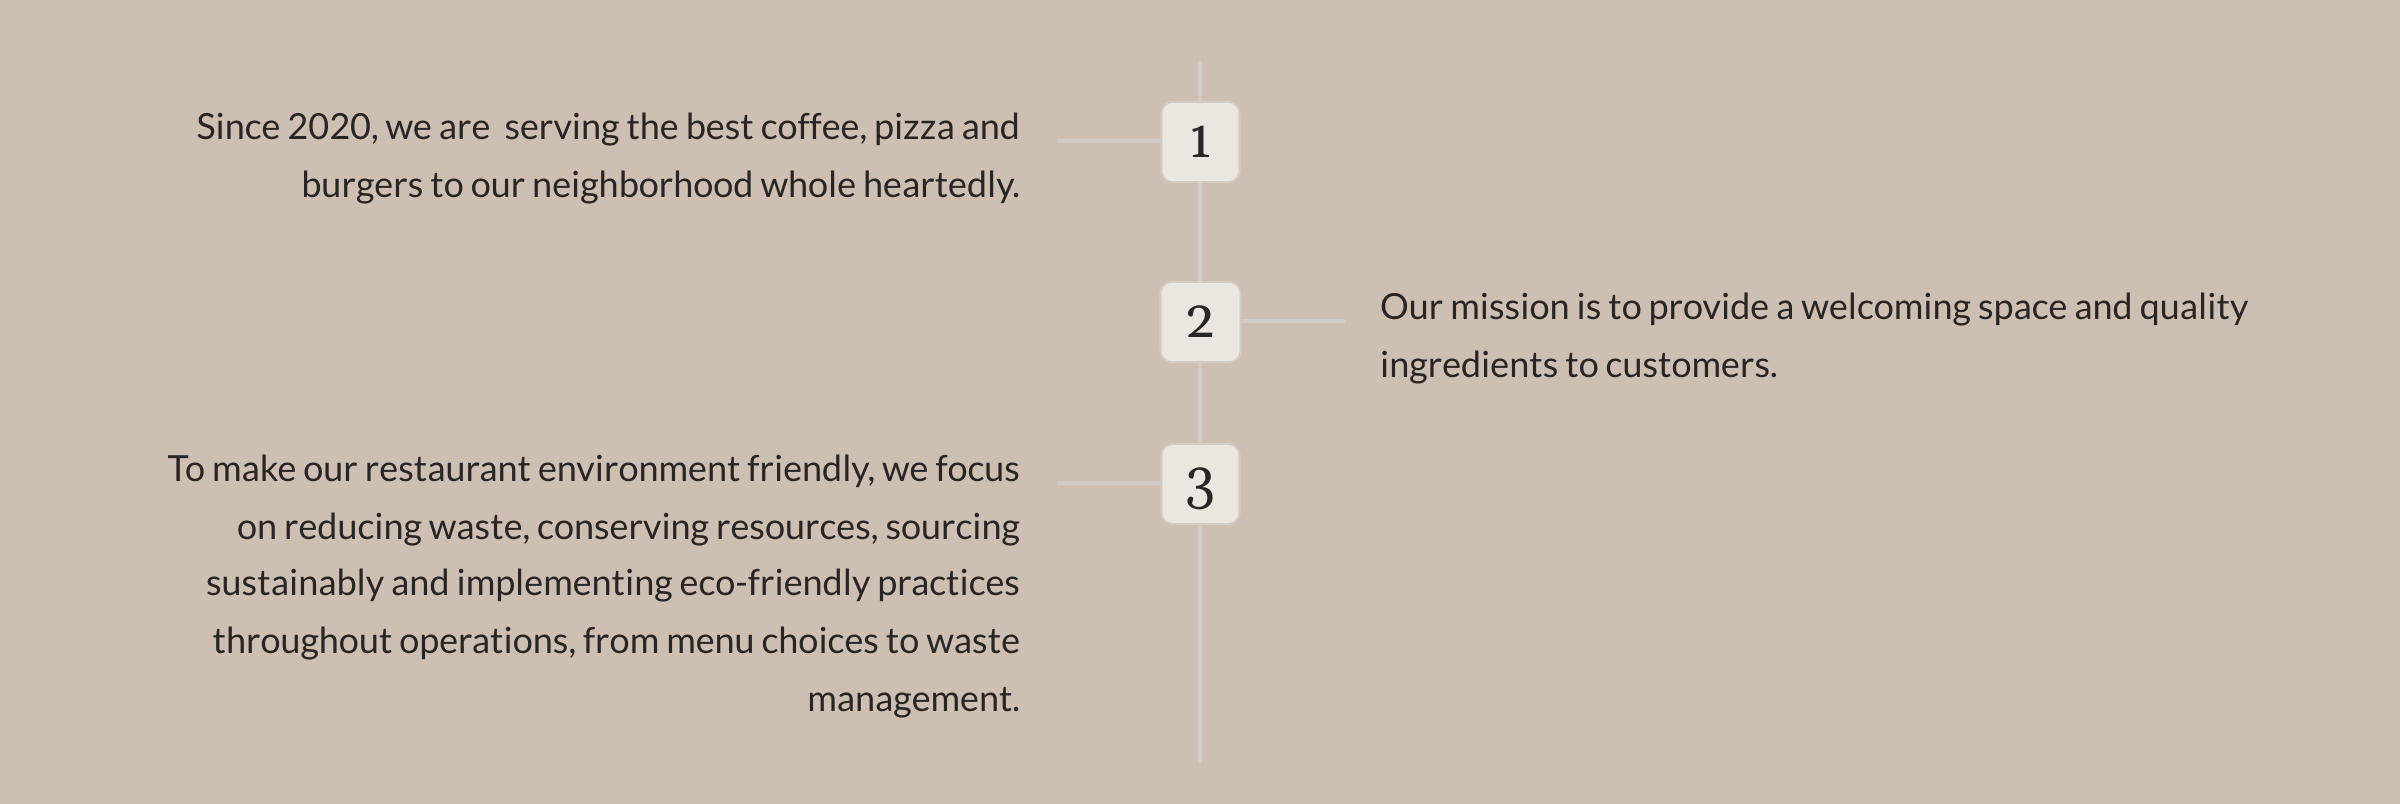 1
Since 2020, we are  serving the best coffee, pizza and
burgers to our neighborhood whole heartedly.
2
Our mission is to provide a welcoming space and quality
ingredients to customers.
3
To make our restaurant environment friendly, we focus
on reducing waste, conserving resources, sourcing
sustainably and implementing eco-friendly practices
throughout operations, from menu choices to waste
management.